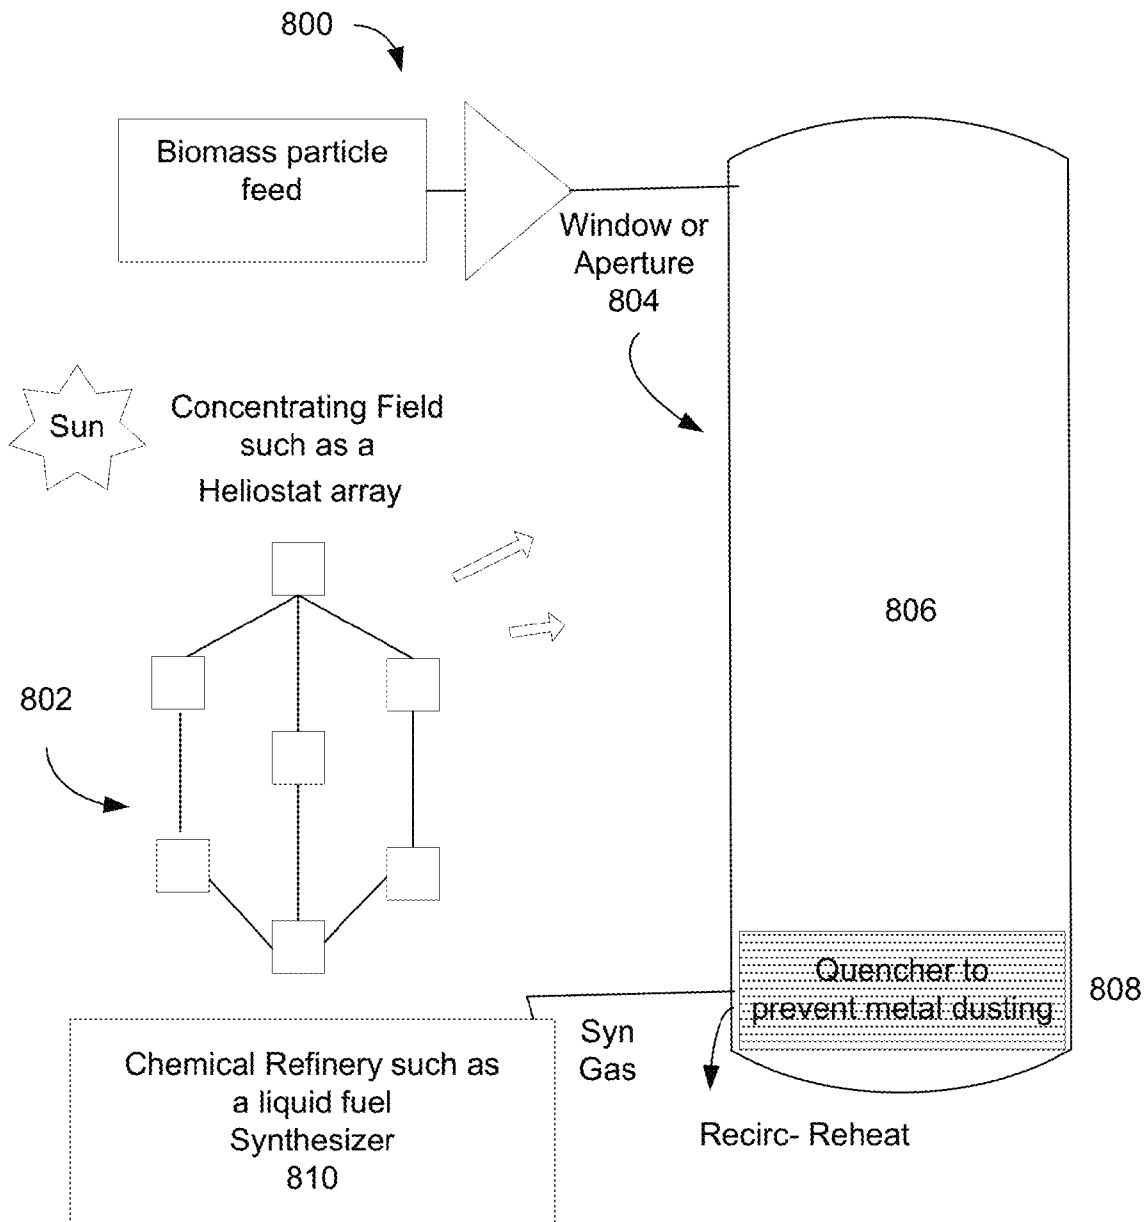 800
Biomass particle
feed
Window or
Aperture
804
Sun
Concentrating Field
such as a
Heliostat array
806
802
Quencher to
prevent metal dusting
808
Syn
Gas
Chemical Refinery such as
a liquid fuel
Synthesizer
810
Recirc- Reheat